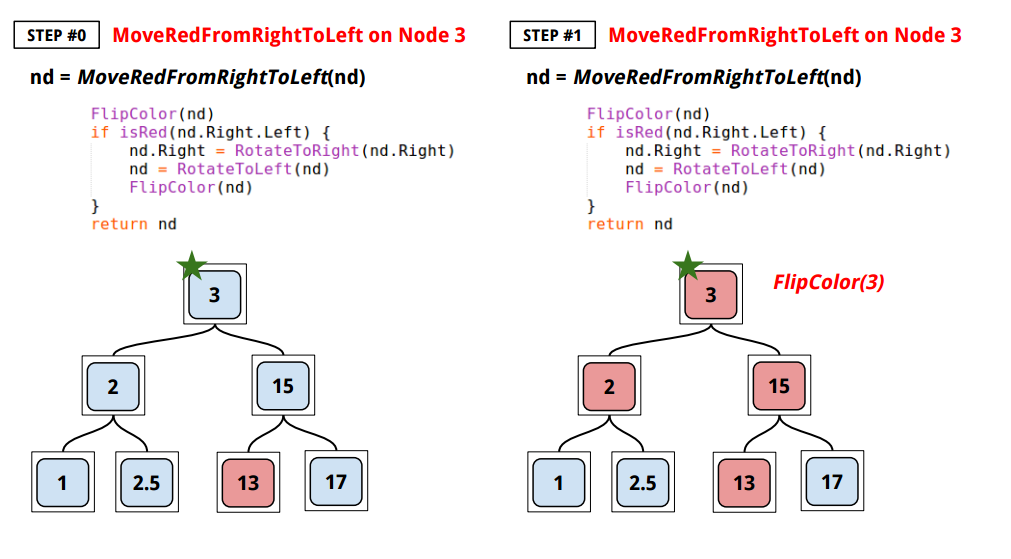 STEP #0
MoveRedFromRightToLeft on Node 3
nd = MoveRedFromRightToLeft(nd)
FlipColor(nd)
if isRed(nd.Right.Left) {
nd.Right = RotateToRight(nd.Right)
nd = RotateToLeft(nd)
FlipColor(nd)
}
return nd
3
2
15
1
2.5
13
17
STEP #1
MoveRedFromRightToLeft on Node 3
nd = MoveRedFromRightToLeft(nd)
FlipColor(nd)
if isRed(nd.Right.Left) {
nd.Right = RotateToRight(nd.Right)
nd = RotateToLeft(nd)
FlipColor(nd)
}
return nd
3
FlipColor(3)
2
15
1
2.5
13
17